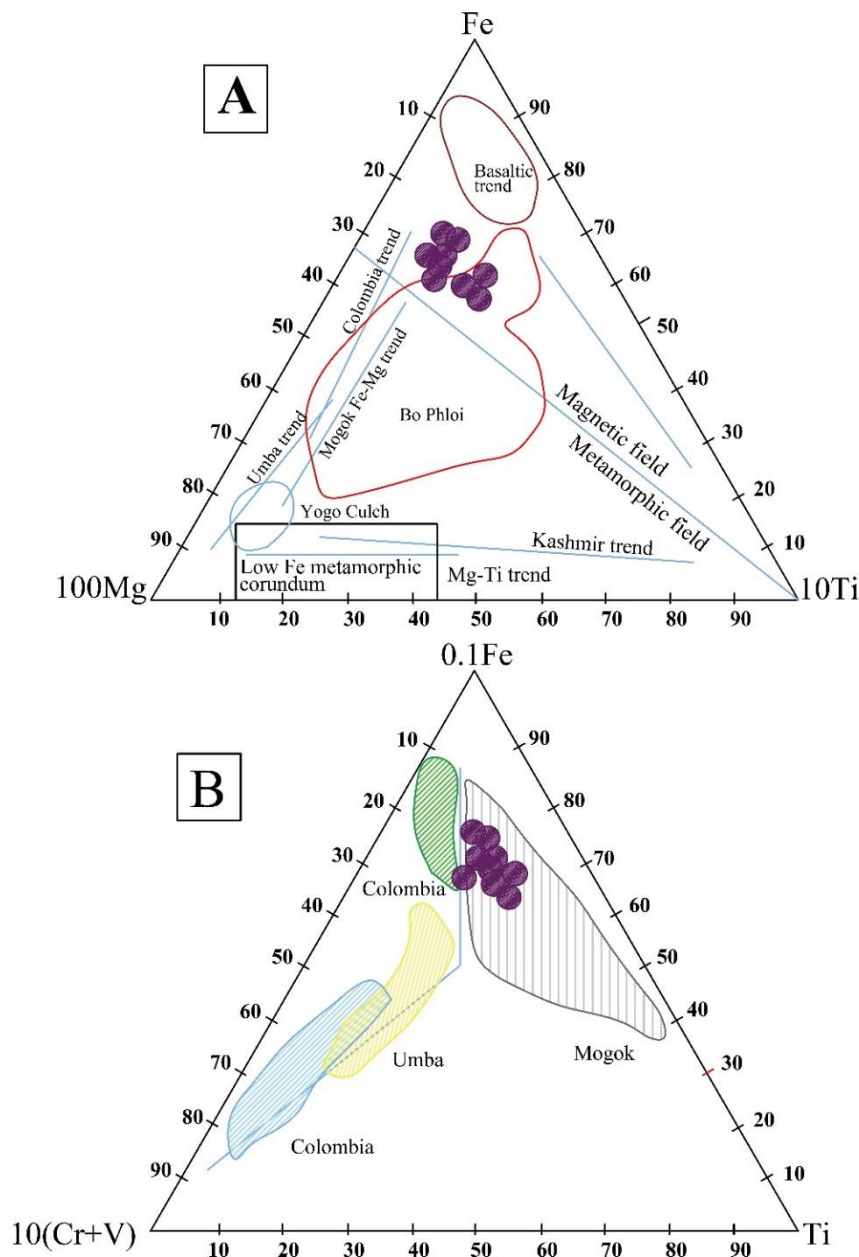 Fe
A
10
90
Basaltic
trend
20
80
30
70
40
60
Colombia trend
50
50
Mogok Fe-Mg trend
60
40
Bo Phloi
Umba trend
Magnetic field
70
30
Metamorphic field
80
20
Yogo Culch
90
Kashmir trend
10
Low Fe metamorphic
corundum
Mg-Ti trend
100Mg
10Ti
10 20 30 40 50 60 70 80 90
0.1Fe
B
10
90
20
80
30
70
Colombia
40
60
50
50
60
40
Umba
Mogok
70
30
80
20
Colombia
90
10
10(Cr+V)
Ti
10 20 30 40 50 60 70 80 90